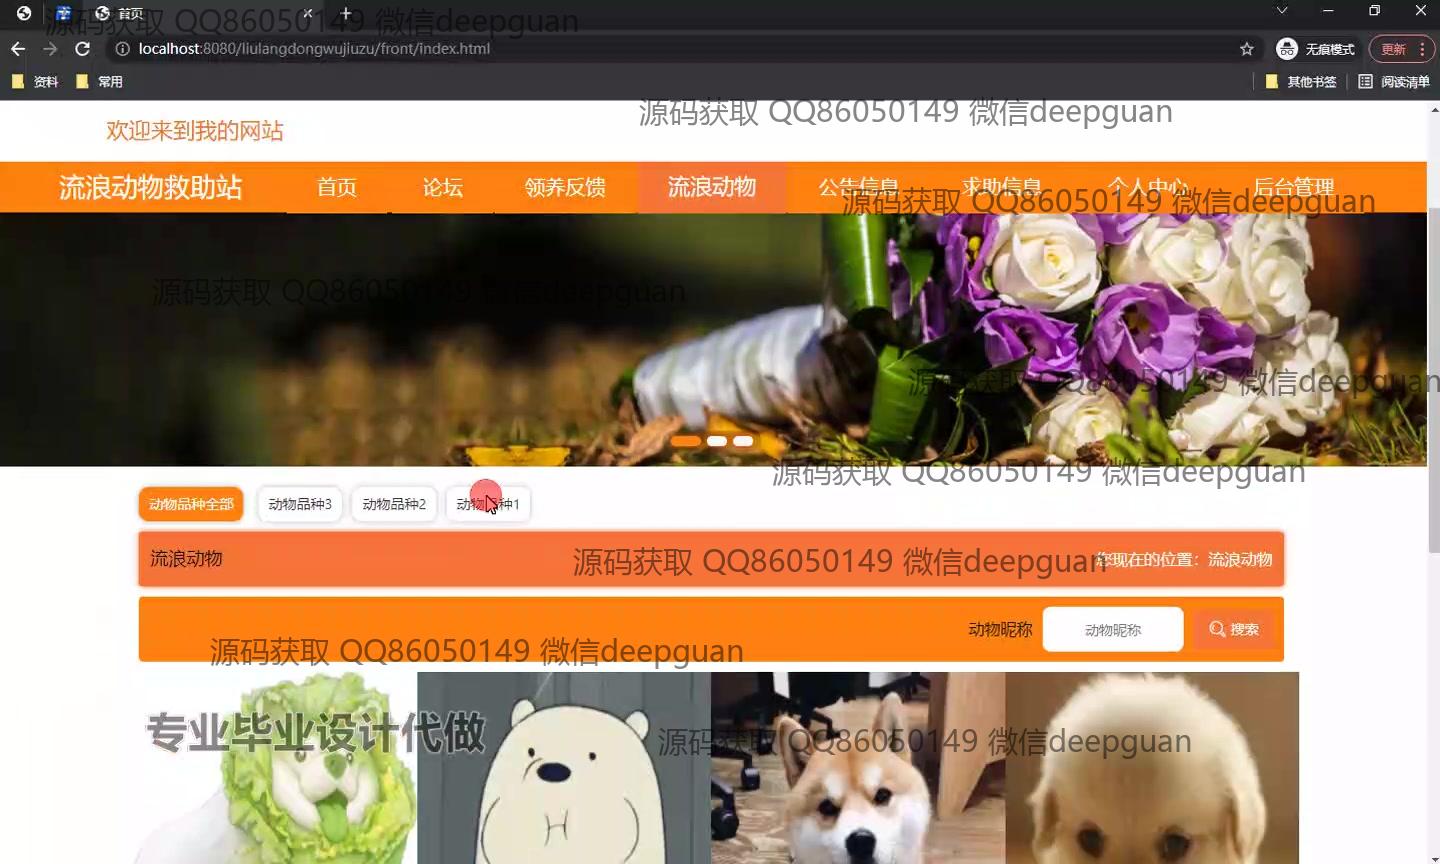 首页
源码获取 QQ86050149 微信deepguan
localhost:8080/liulangdongwujiuzu/front/index.html
无痕模式
更新
资料
常用
其他书签
阅读清单
欢迎来到我的网站
源码获取 QQ86050149 微信deepguan
流浪动物救助站
首页
论坛
领养反馈
流浪动物
公告信息
求助信息
个人中心
后台管理
源码获取 QQ86050149 微信deepguan
源码获取 QQ86050149 微信deepguan
源码获取 QQ86050149 微信deepguan
源码获取 QQ86050149 微信deepguan
动物品种全部
动物品种3
动物品种2
动物品种1
流浪动物
源码获取 QQ86050149 微信deepguan
您现在的位置：流浪动物
动物昵称
动物昵称
搜索
源码获取 QQ86050149 微信deepguan
专业毕业设计代做
源码获取 QQ86050149 微信deepguan